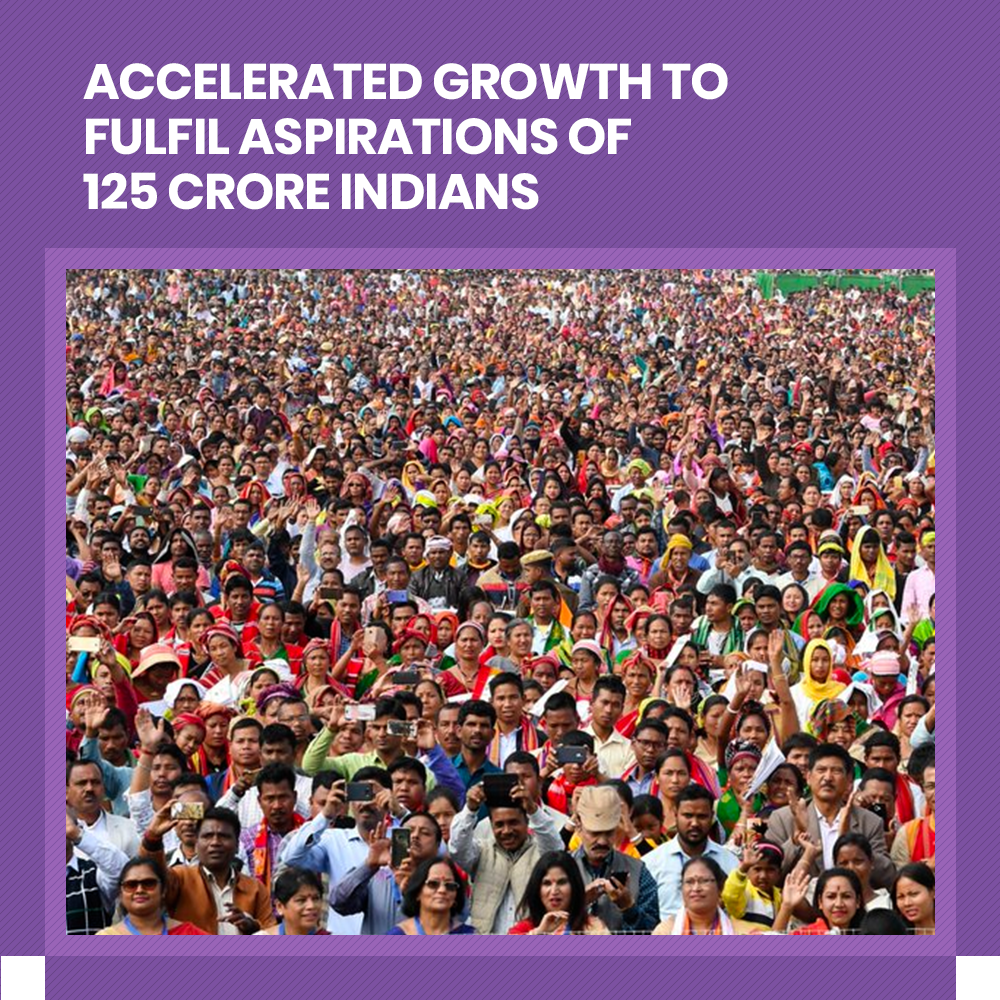 ACCELERATED GROWTH TO
FULFIL ASPIRATIONS OF
125 CRORE INDIANS